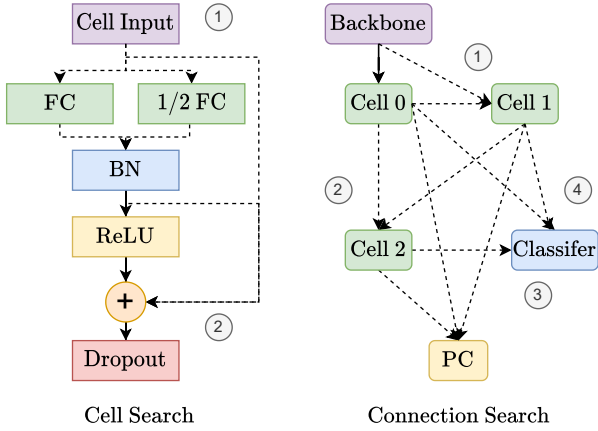 Cell Input
1
FC
1/2 FC
BN
ReLU
+
2
Dropout
Cell Search
Backbone
1
Cell 0
Cell 1
2
4
Cell 2
Classifer
3
PC
Connection Search